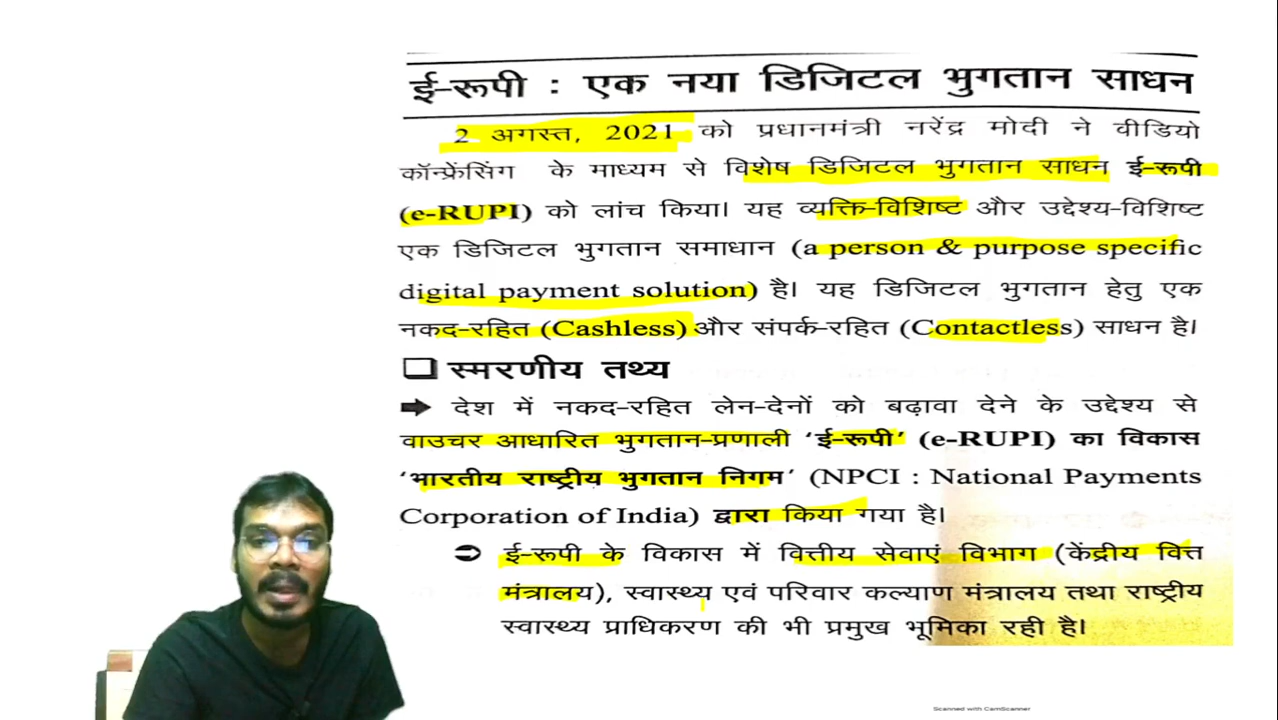 ई-रूपी : एक नया डिजिटल भुगतान साधन
2 अगस्त, 2021 को प्रधानमंत्री नरेंद्र मोदी ने वीडियो
कॉन्फ्रेंसिंग के माध्यम से विशेष डिजिटल भुगतान साधन ई-रूपी
(e-RUPI) को लांच किया। यह व्यक्ति-विशिष्ट और उद्देश्य-विशिष्ट
एक डिजिटल भुगतान समाधान (a person & purpose specific
digital payment solution) है। यह डिजिटल भुगतान हेतु एक
नकद-रहित (Cashless) और संपर्क-रहित (Contactless) साधन है।
❑ स्मरणीय तथ्य
➡ देश में नकद-रहित लेन-देनों को बढ़ावा देने के उद्देश्य से
वाउचर आधारित भुगतान-प्रणाली 'ई-रूपी' (e-RUPI) का विकास
'भारतीय राष्ट्रीय भुगतान निगम' (NPCI : National Payments
Corporation of India) द्वारा किया गया है।
➲ ई-रूपी के विकास में वित्तीय सेवाएं विभाग (केंद्रीय वित्त
मंत्रालय), स्वास्थ्य एवं परिवार कल्याण मंत्रालय तथा राष्ट्रीय
स्वास्थ्य प्राधिकरण की भी प्रमुख भूमिका रही है।
Scanned with CamScanner